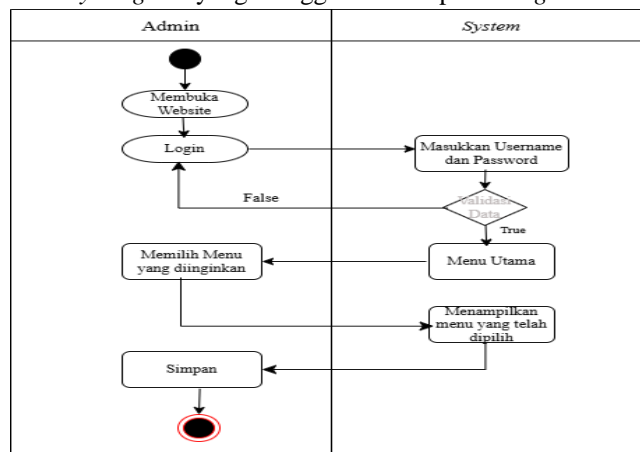 Admin
System
Membuka
Website
Login
Masukkan Username
dan Password
False
Validasi
Data
True
Memilih Menu
yang diinginkan
Menu Utama
Menampilkan
menu yang telah
dipilih
Simpan